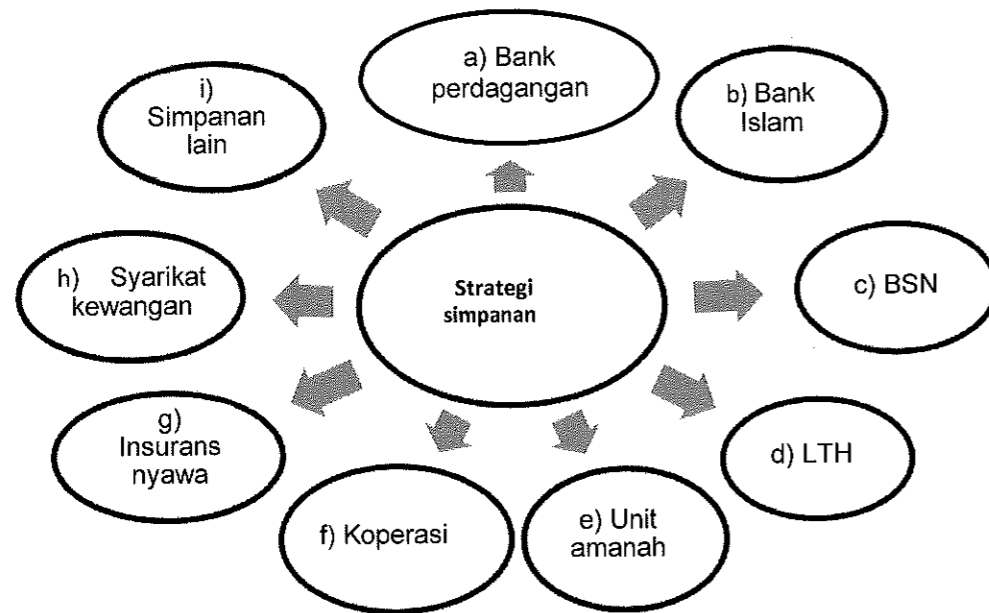 a) Bank
perdagangan
b) Bank
Islam
c) BSN
d) LTH
e) Unit
amanah
f) Koperasi
g)
Insurans
nyawa
h) Syarikat
kewangan
i)
Simpanan
lain
Strategi
simpanan